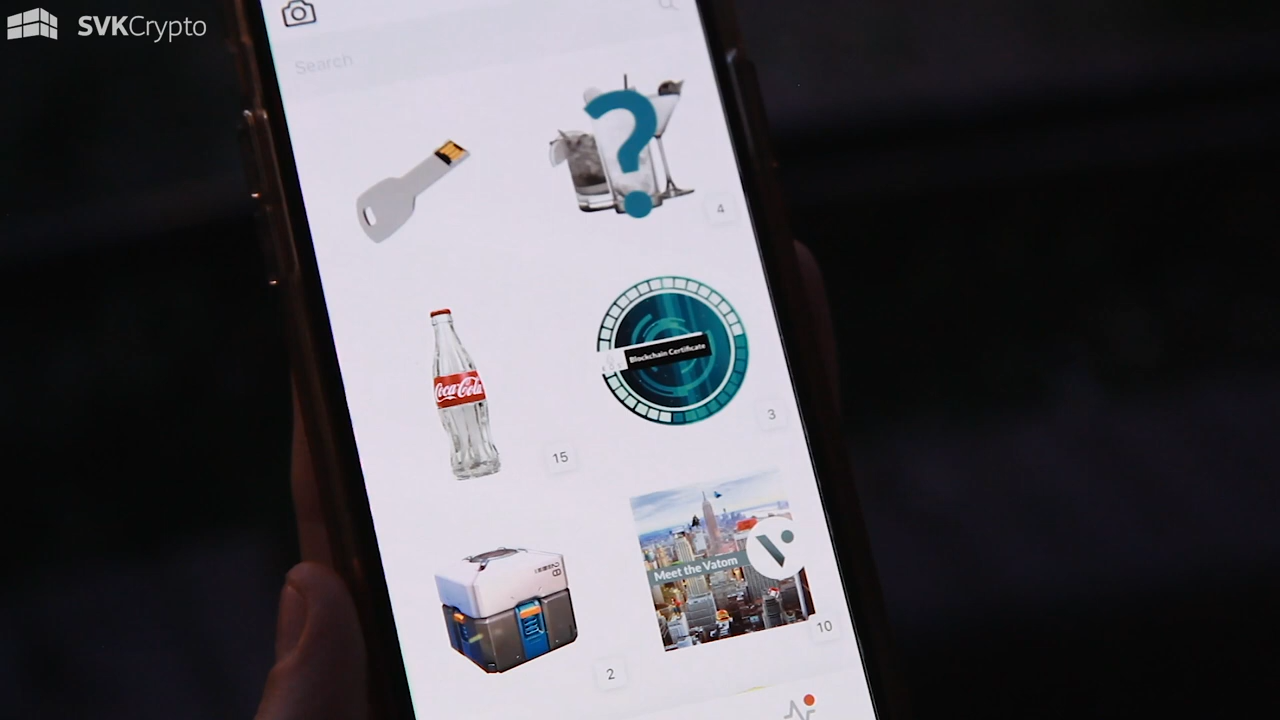 SVKCrypto
Search
?
4
Coca-Cola
15
Blockchain Certificate
3
Meet the Vatom
10
2